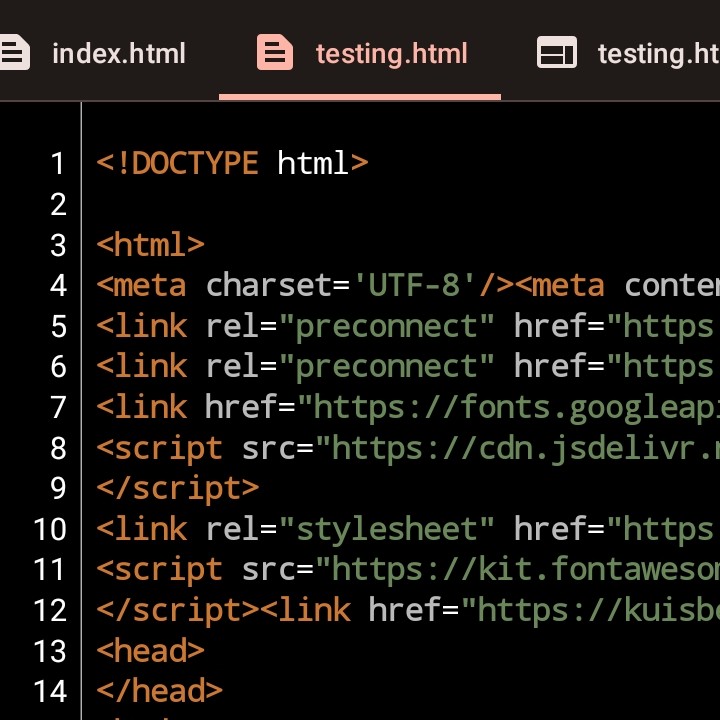 index.html testing.html testing.ht
1 <!DOCTYPE html>
2
3 <html>
4 <meta charset='UTF-8'/><meta conten
5 <link rel="preconnect" href="https
6 <link rel="preconnect" href="https
7 <link href="https://fonts.googleapi
8 <script src="https://cdn.jsdelivr.n
9 </script>
10 <link rel="stylesheet" href="https
11 <script src="https://kit.fontawesom
12 </script><link href="https://kuisbo
13 <head>
14 </head>